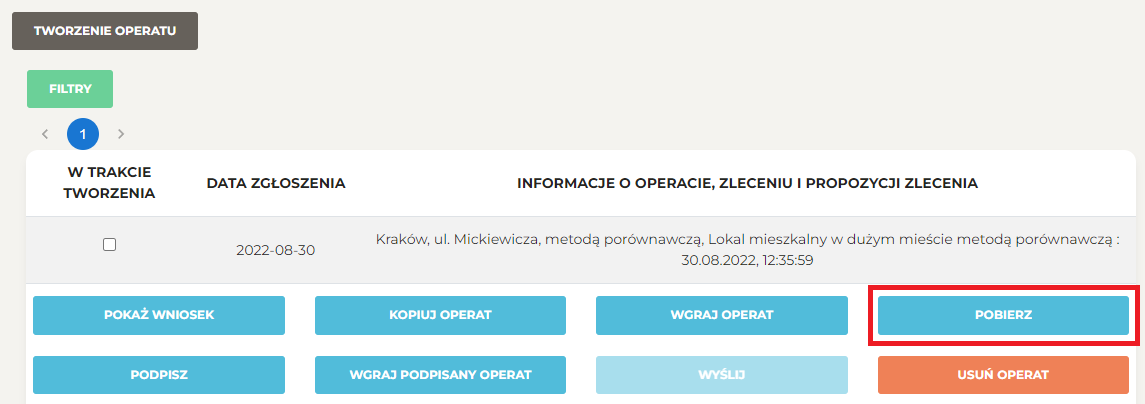 TWORZENIE OPERATU
FILTRY
1
W TRAKCIE
TWORZENIA
DATA ZGŁOSZENIA
INFORMACJE O OPERACIE, ZLECENIU I PROPOZYCJI ZLECENIA
2022-08-30
Kraków, ul. Mickiewicza, metodą porównawczą, Lokal mieszkalny w dużym mieście metodą porównawczą :
30.08.2022, 12:35:59
POKAŻ WNIOSEK
KOPIUJ OPERAT
WGRAJ OPERAT
POBIERZ
PODPISZ
WGRAJ PODPISANY OPERAT
WYŚLIJ
USUŃ OPERAT